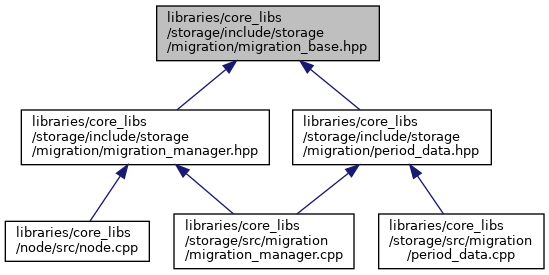 libraries/core_libs
/storage/include/storage
/migration/migration_base.hpp
libraries/core_libs
/storage/include/storage
/migration/migration_manager.hpp
libraries/core_libs
/storage/include/storage
/migration/period_data.hpp
libraries/core_libs
/node/src/node.cpp
libraries/core_libs
/storage/src/migration
/migration_manager.cpp
libraries/core_libs
/storage/src/migration
/period_data.cpp